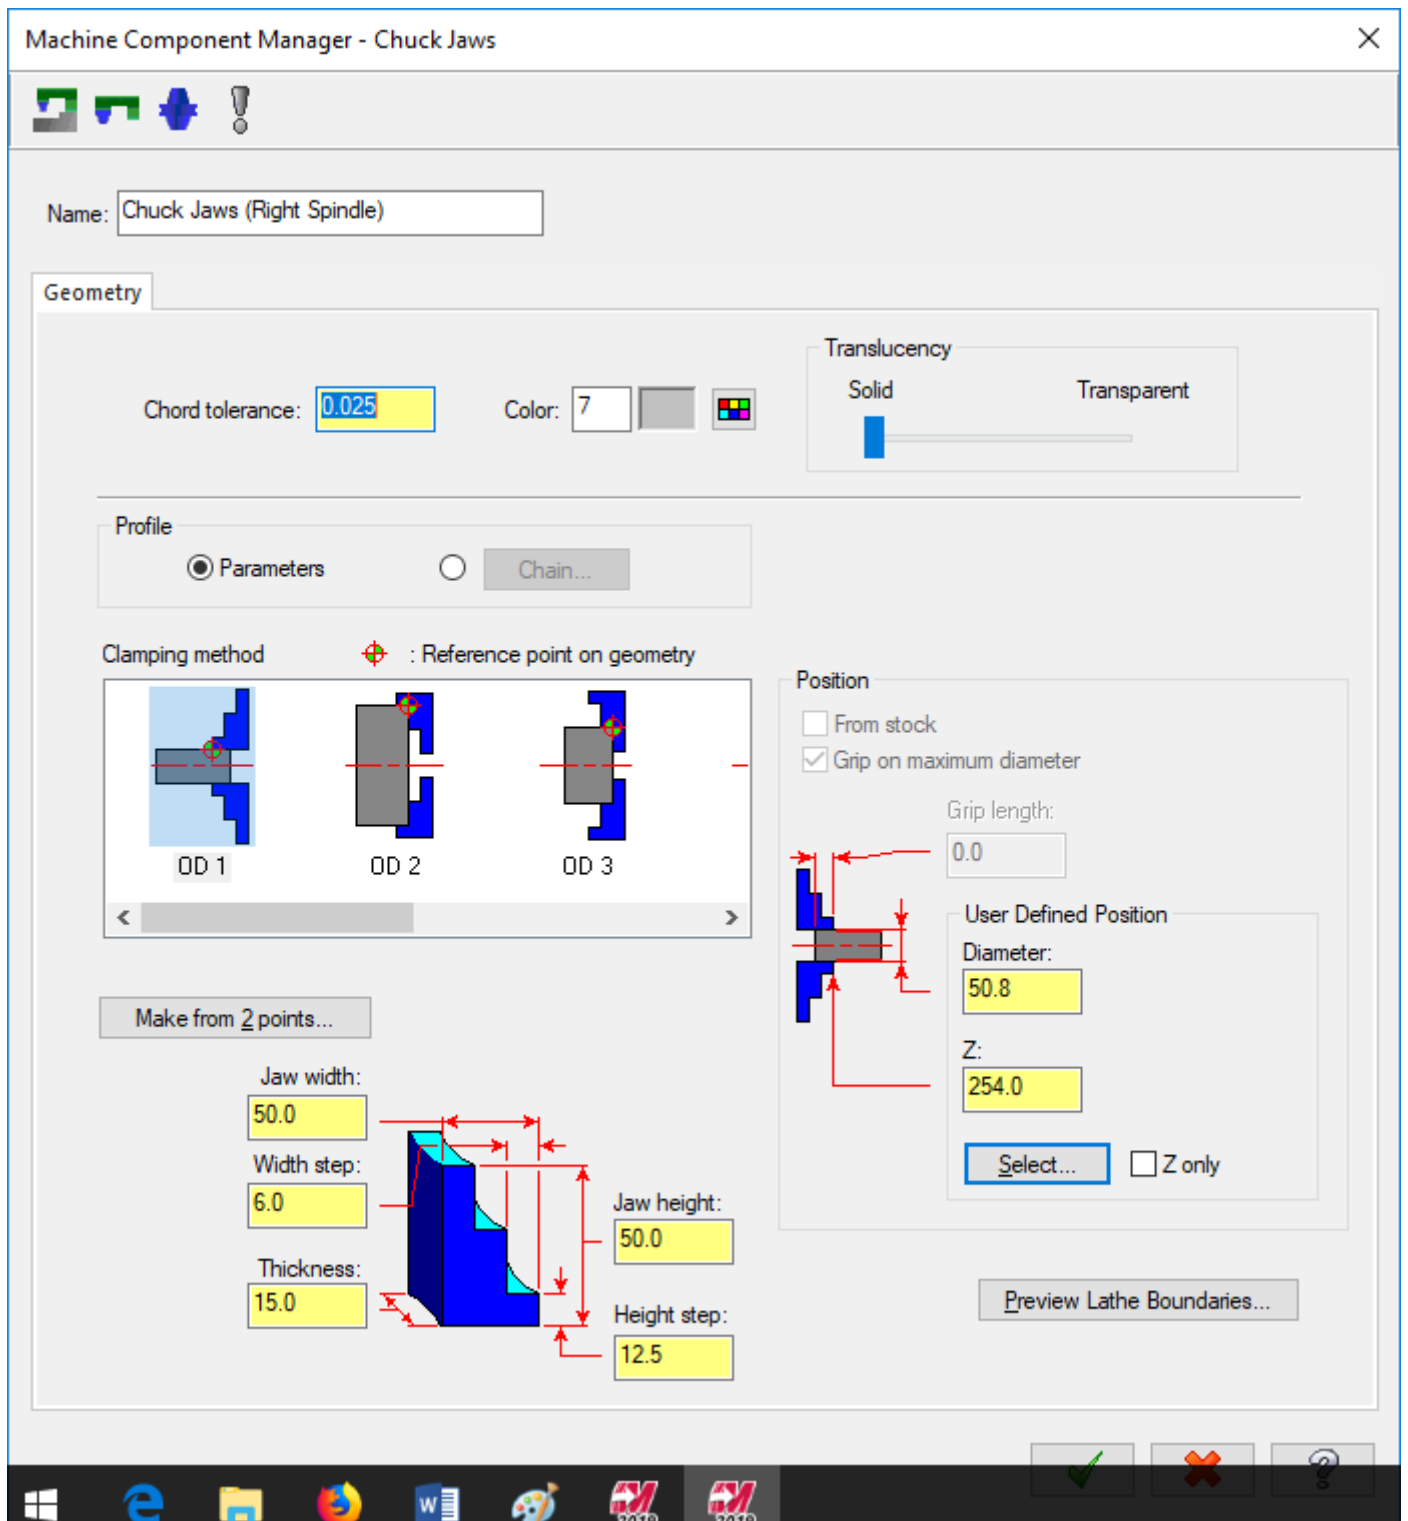 Machine Component Manager - Chuck Jaws
Name: Chuck Jaws (Right Spindle)
Geometry
Translucency
Solid Transparent
Chord tolerance: 0.025 Color: 7
Profile
Parameters Chain...
Clamping method : Reference point on geometry
OD 1 OD 2 OD 3
Position
From stock
Grip on maximum diameter
Grip length:
0.0
User Defined Position
Diameter:
50.8
Z:
254.0
Select... Z only
Make from 2 points...
Jaw width:
50.0
Width step:
6.0
Thickness:
15.0
Jaw height:
50.0
Height step:
12.5
Preview Lathe Boundaries...